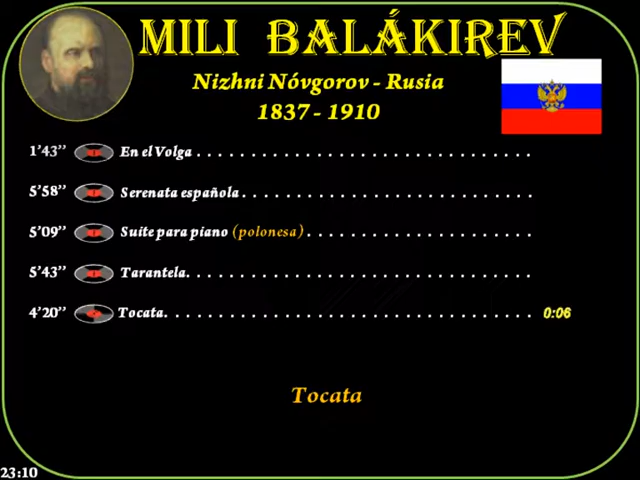 MILI BALÁKIREV
Nizhni Nóvgorov - Rusia
1837 - 1910
1’43’’ En el Volga . . . . . . . . . . . . . . . . . . . . . . . . . . . . . . .
5’58’’ Serenata española . . . . . . . . . . . . . . . . . . . . . . . . . . .
5’09’’ Suite para piano (polonesa) . . . . . . . . . . . . . . . . . . . . .
5’43’’ Tarantela. . . . . . . . . . . . . . . . . . . . . . . . . . . . . . . .
4’20’’ Tocata. . . . . . . . . . . . . . . . . . . . . . . . . . . . . . . . . . 0:06
Tocata
23:10